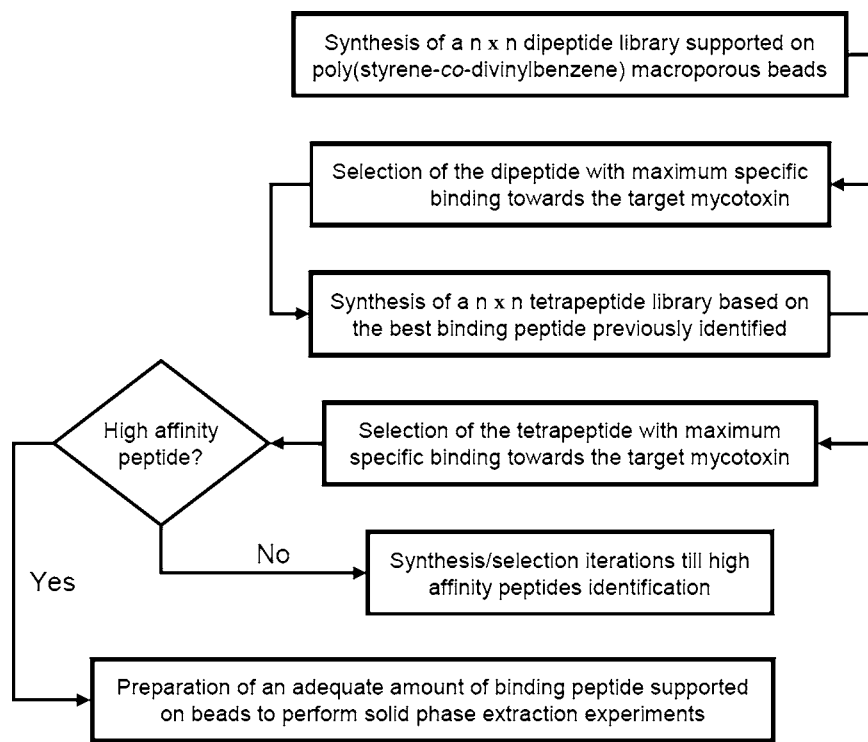 Synthesis of a n x n dipeptide library supported on
poly(styrene-co-divinylbenzene) macroporous beads
Selection of the dipeptide with maximum specific
binding towards the target mycotoxin
Synthesis of a n x n tetrapeptide library based on
the best binding peptide previously identified
High affinity
peptide?
Selection of the tetrapeptide with maximum
specific binding towards the target mycotoxin
No
Yes
Synthesis/selection iterations till high
affinity peptides identification
Preparation of an adequate amount of binding peptide supported
on beads to perform solid phase extraction experiments